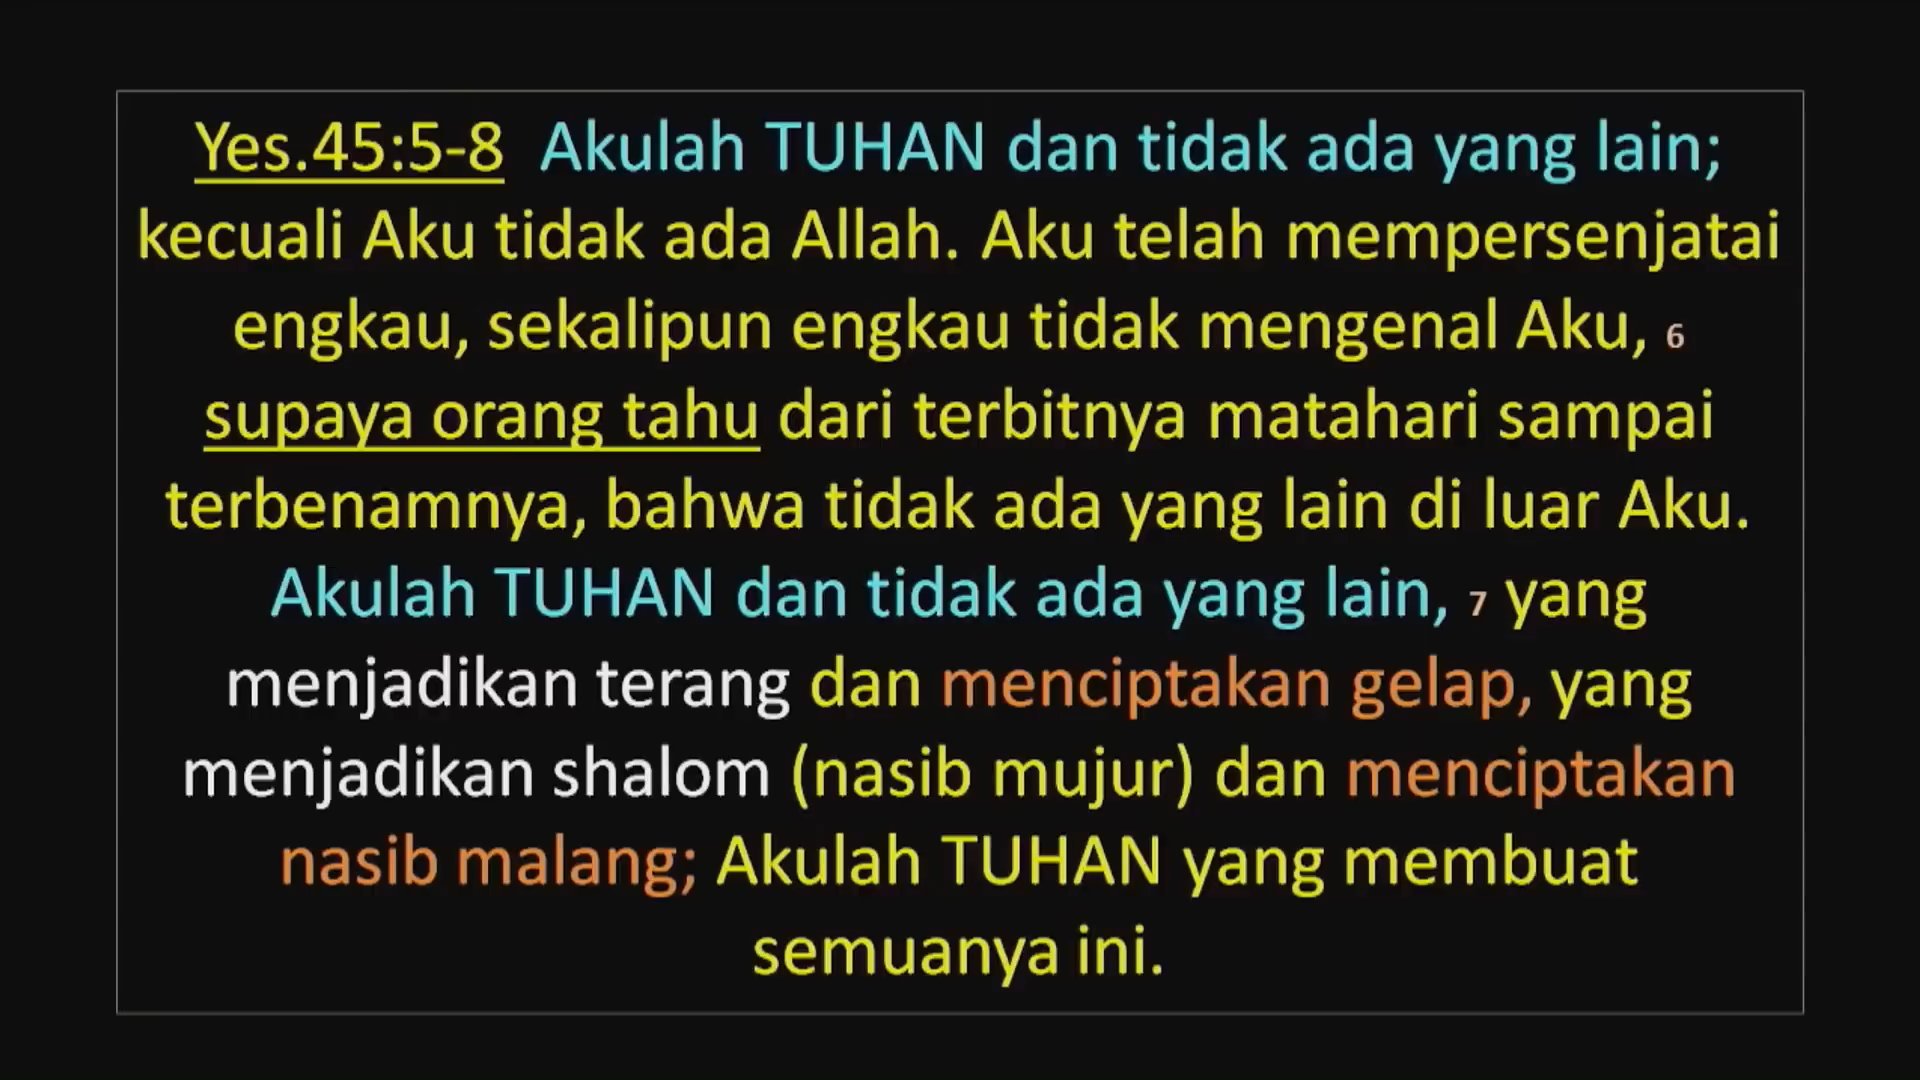 Yes.45:5-8 Akulah TUHAN dan tidak ada yang lain;
kecuali Aku tidak ada Allah. Aku telah mempersenjatai
engkau, sekalipun engkau tidak mengenal Aku, 6
supaya orang tahu dari terbitnya matahari sampai
terbenamnya, bahwa tidak ada yang lain di luar Aku.
Akulah TUHAN dan tidak ada yang lain, 7 yang
menjadikan terang dan menciptakan gelap, yang
menjadikan shalom (nasib mujur) dan menciptakan
nasib malang; Akulah TUHAN yang membuat
semuanya ini.